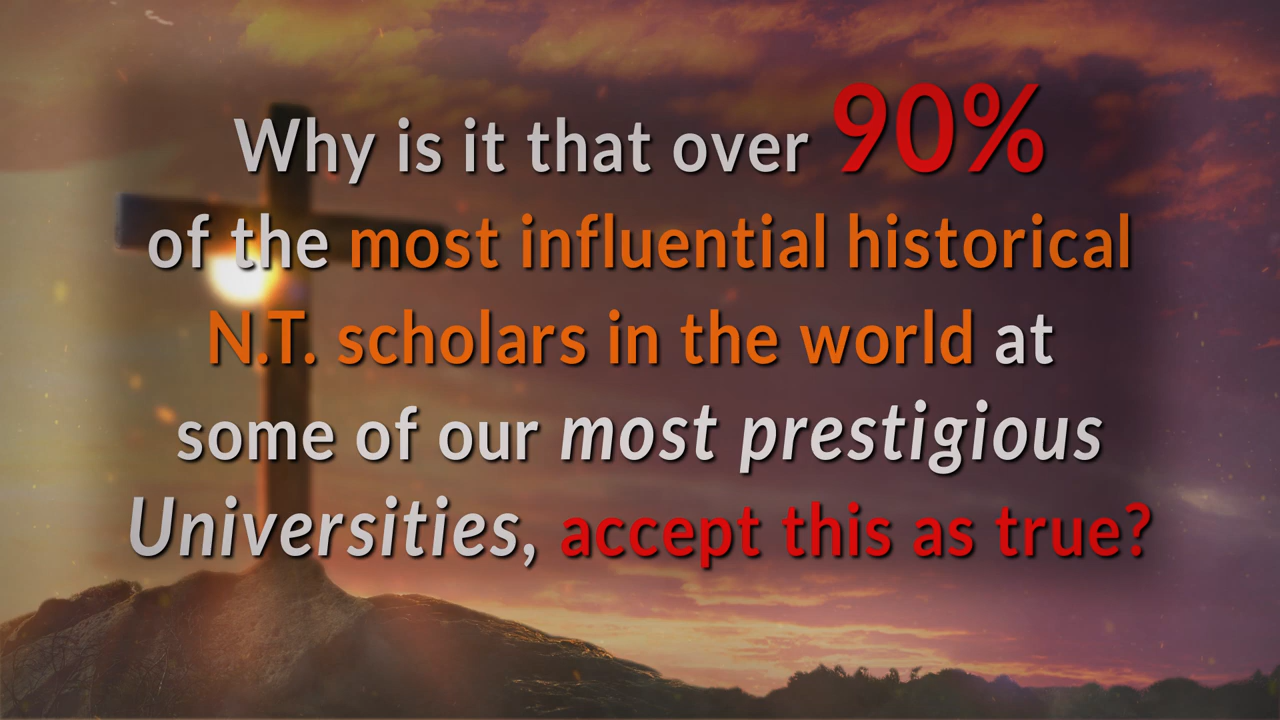 Why is it that over 90%
of the most influential historical
N.T. scholars in the world at
some of our most prestigious
Universities, accept this as true?